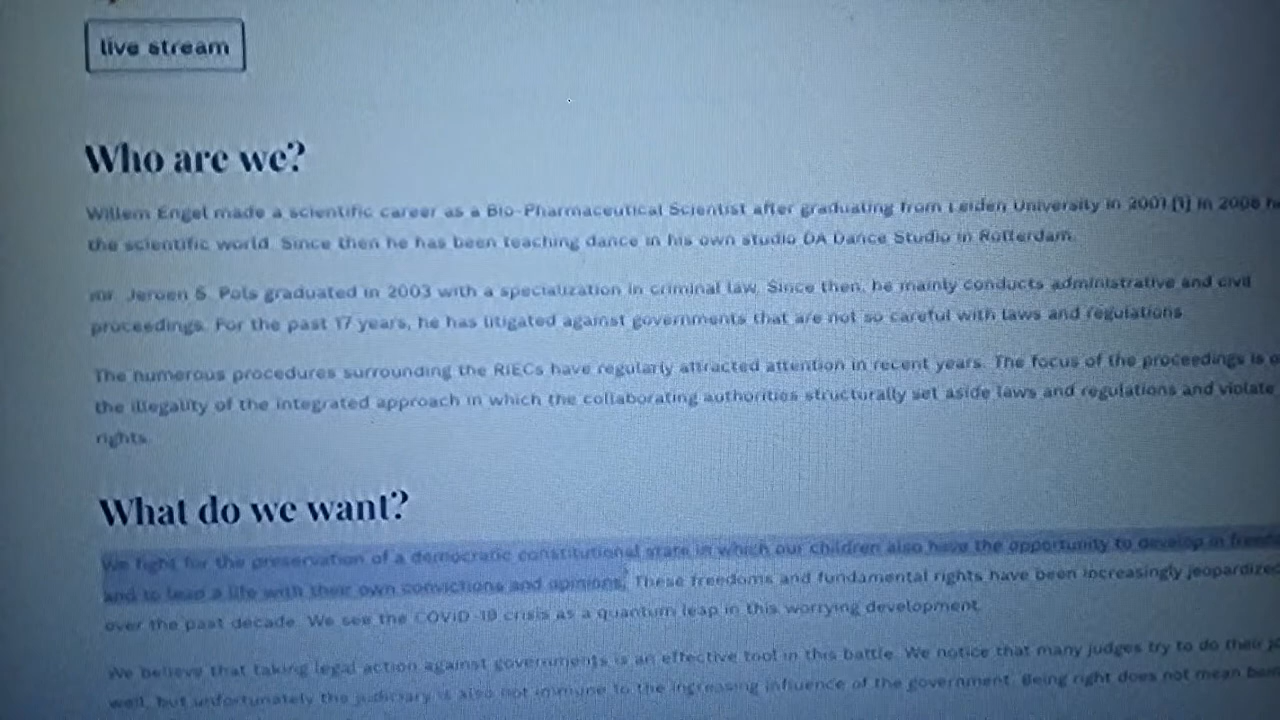 live stream
Who are we?
Willem Engel made a scientific career as a Bio-Pharmaceutical Scientist after graduating from Leiden University in 2001 [1] In 2008
the scientific world. Since then he has been teaching dance in his own studio DA Dance Studio in Rotterdam.
mr. Jeroen S. Pols graduated in 2003 with a specialization in criminal law. Since then, he mainly conducts administrative and civil
proceedings. For the past 17 years, he has litigated against governments that are not so careful with laws and regulations.
The numerous procedures surrounding the RIECs have regularly attracted attention in recent years. The focus of the proceedings is
the illegality of the integrated approach in which the collaborating authorities structurally set aside laws and regulations and violate
rights.
What do we want?
We fight for the preservation of a democratic constitutional state in which our children also have the opportunity to develop in
and to lead a life with their own convictions and opinions. These freedoms and fundamental rights have been increasingly jeopardized
over the past decade. We see the COVID-19 crisis as a quantum leap in this worrying development.
We believe that taking legal action against governments is an effective tool in this battle. We notice that many judges try to do their
well, but unfortunately the judiciary is also not immune to the increasing influence of the government. Being right does not mean